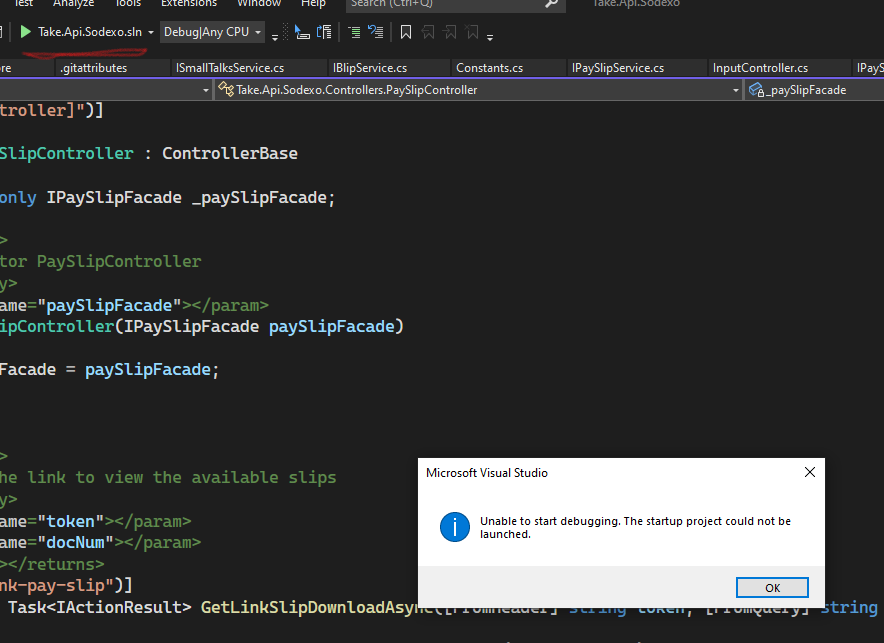 Test Analyze Tools Extensions Window Help Search (Ctrl+Q) Take.Api.Sodexo
Take.Api.Sodexo.sln Debug|Any CPU
re .gitattributes ISmallTalksService.cs IBlipService.cs Constants.cs IPaySlipService.cs InputController.cs IPayS
Take.Api.Sodexo.Controllers.PaySlipController _paySlipFacade
troller]")]
SlipController : ControllerBase
only IPaySlipFacade _paySlipFacade;
>
tor PaySlipController
y>
ame="paySlipFacade"></param>
ipController(IPaySlipFacade paySlipFacade)
Facade = paySlipFacade;
>
he link to view the available slips
y>
ame="token"></param>
ame="docNum"></param>
></returns>
nk-pay-slip")]
Task<IActionResult> GetLinkSlipDownloadAsync([FromHeader] string token, [FromQuery] string
Microsoft Visual Studio
Unable to start debugging. The startup project could not be
launched.
OK